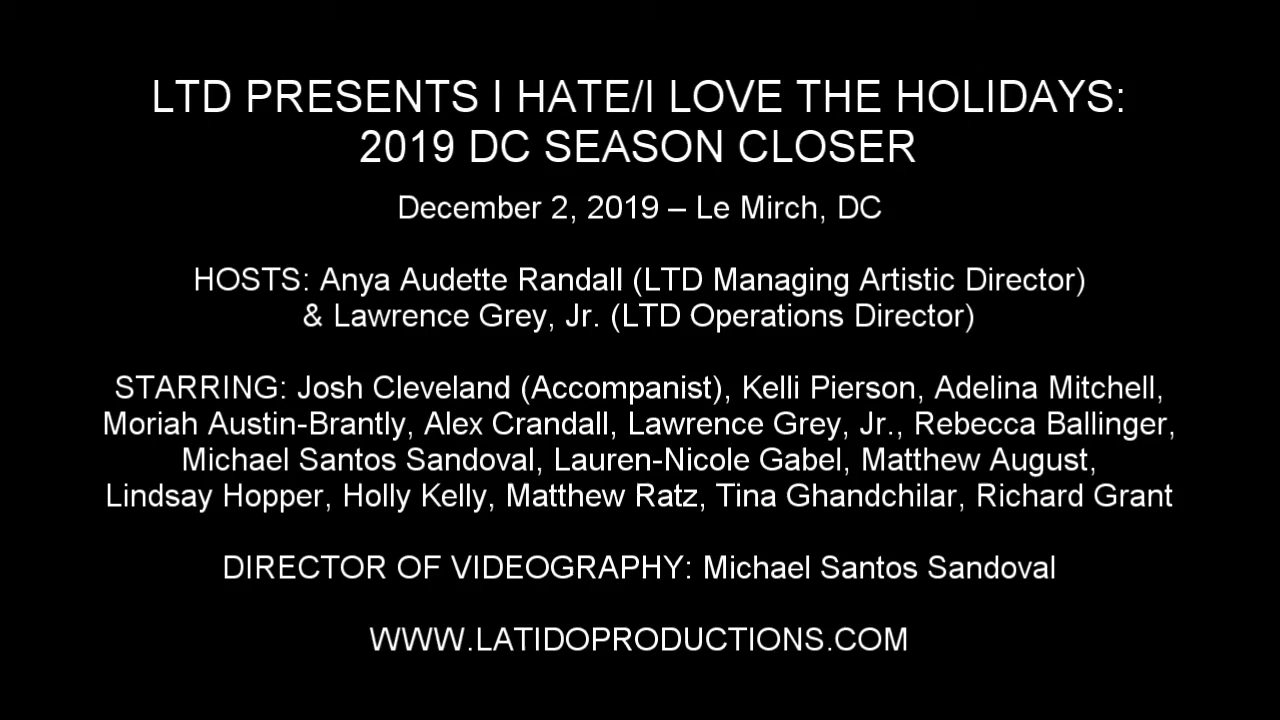 LTD PRESENTS I HATE/I LOVE THE HOLIDAYS:
2019 DC SEASON CLOSER
December 2, 2019 – Le Mirch, DC
HOSTS: Anya Audette Randall (LTD Managing Artistic Director)
& Lawrence Grey, Jr. (LTD Operations Director)
STARRING: Josh Cleveland (Accompanist), Kelli Pierson, Adelina Mitchell,
Moriah Austin-Brantly, Alex Crandall, Lawrence Grey, Jr., Rebecca Ballinger,
Michael Santos Sandoval, Lauren-Nicole Gabel, Matthew August,
Lindsay Hopper, Holly Kelly, Matthew Ratz, Tina Ghandchilar, Richard Grant
DIRECTOR OF VIDEOGRAPHY: Michael Santos Sandoval
WWW.LATIDOPRODUCTIONS.COM